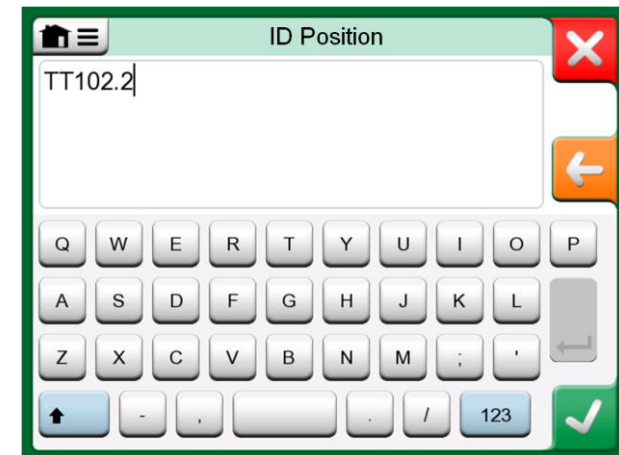 ID Position
TT102.2
Q W E R T Y U I O P
A S D F G H J K L
Z X C V B N M ; '
- , . / 123